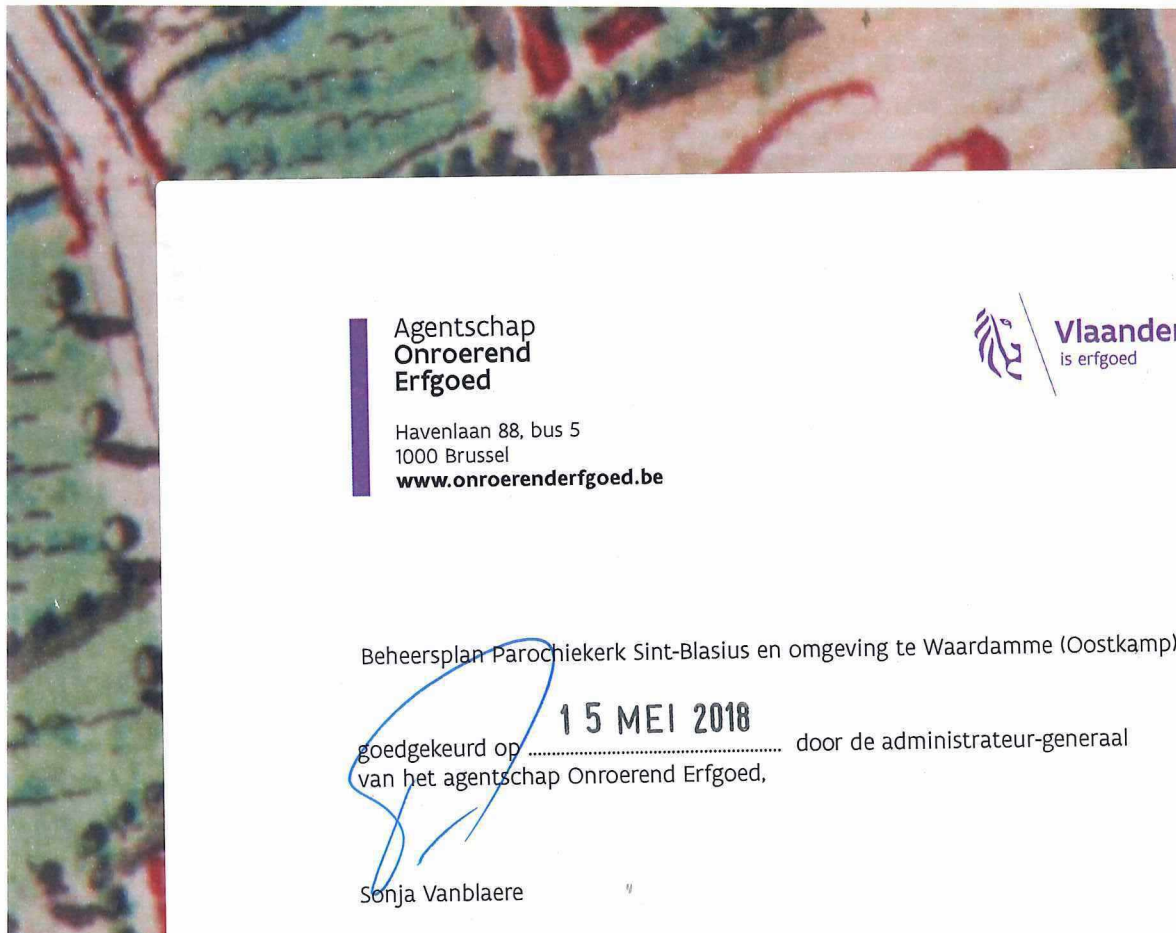 Agentschap
Onroerend
Erfgoed
Havenlaan 88, bus 5
1000 Brussel
www.onroerenderfgoed.be
Vlaander
is erfgoed
Beheersplan Parochiekerk Sint-Blasius en omgeving te Waardamme (Oostkamp)
15 MEI 2018
goedgekeurd op ........................................ door de administrateur-generaal
van het agentschap Onroerend Erfgoed,
Sonja Vanblaere